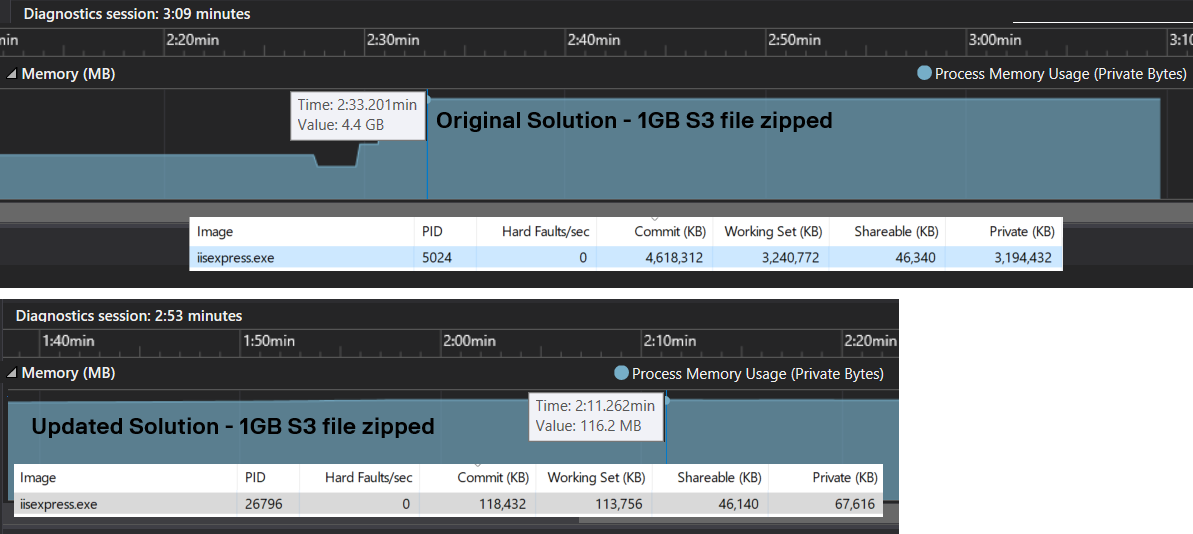 Diagnostics session: 3:09 minutes
min 2:20min 2:30min 2:40min 2:50min 3:00min 3:10
Memory (MB) Process Memory Usage (Private Bytes)
Time: 2:33.201min
Value: 4.4 GB
Original Solution - 1GB S3 file zipped
Image PID Hard Faults/sec Commit (KB) Working Set (KB) Shareable (KB) Private (KB)
iisexpress.exe 5024 0 4,618,312 3,240,772 46,340 3,194,432
Diagnostics session: 2:53 minutes
1:40min 1:50min 2:00min 2:10min 2:20min
Memory (MB) Process Memory Usage (Private Bytes)
Time: 2:11.262min
Value: 116.2 MB
Updated Solution - 1GB S3 file zipped
Image PID Hard Faults/sec Commit (KB) Working Set (KB) Shareable (KB) Private (KB)
iisexpress.exe 26796 0 118,432 113,756 46,140 67,616